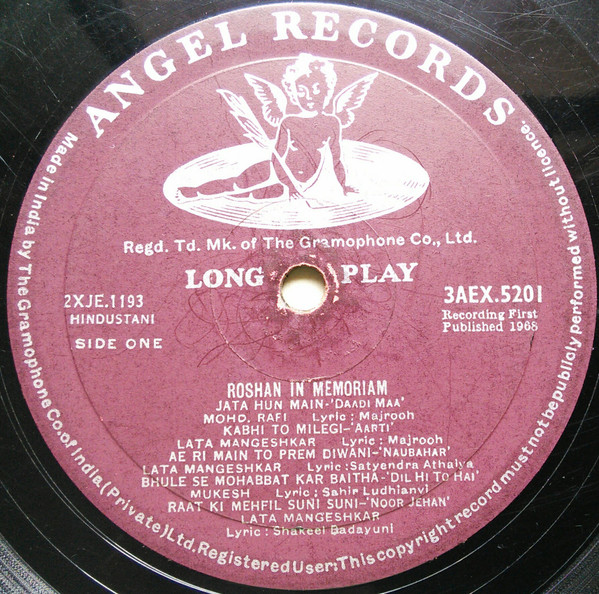 ANGEL RECORDS
Regd. Td. Mk. of The Gramophone Co., Ltd.
LONG PLAY
2XJE.1193
HINDUSTANI
SIDE ONE
3AEX.5201
Recording First
Published 1968
ROSHAN IN MEMORIAM
JATA HUN MAIN-'DAADI MAA'
MOHD. RAFI Lyric: Majrooh
KABHI TO MILEGI-'AARTI'
LATA MANGESHKAR Lyric: Majrooh
AE RI MAIN TO PREM DIWANI-'NAUBAHAR'
LATA MANGESHKAR Lyric:Satyendra Athaiya
BHULE SE MOHABBAT KAR BAITHA-'DIL HI TO HAI'
MUKESH Lyric: Sahir Ludhianvi
RAAT KI MEHFIL SUNI SUNI-'NOOR JEHAN'
LATA MANGESHKAR
Lyric: Shakeel Badayuni
Made in India by The Gramophone Co. of India (Private) Ltd. Registered User: This copyright record must not be publicly performed without licence.